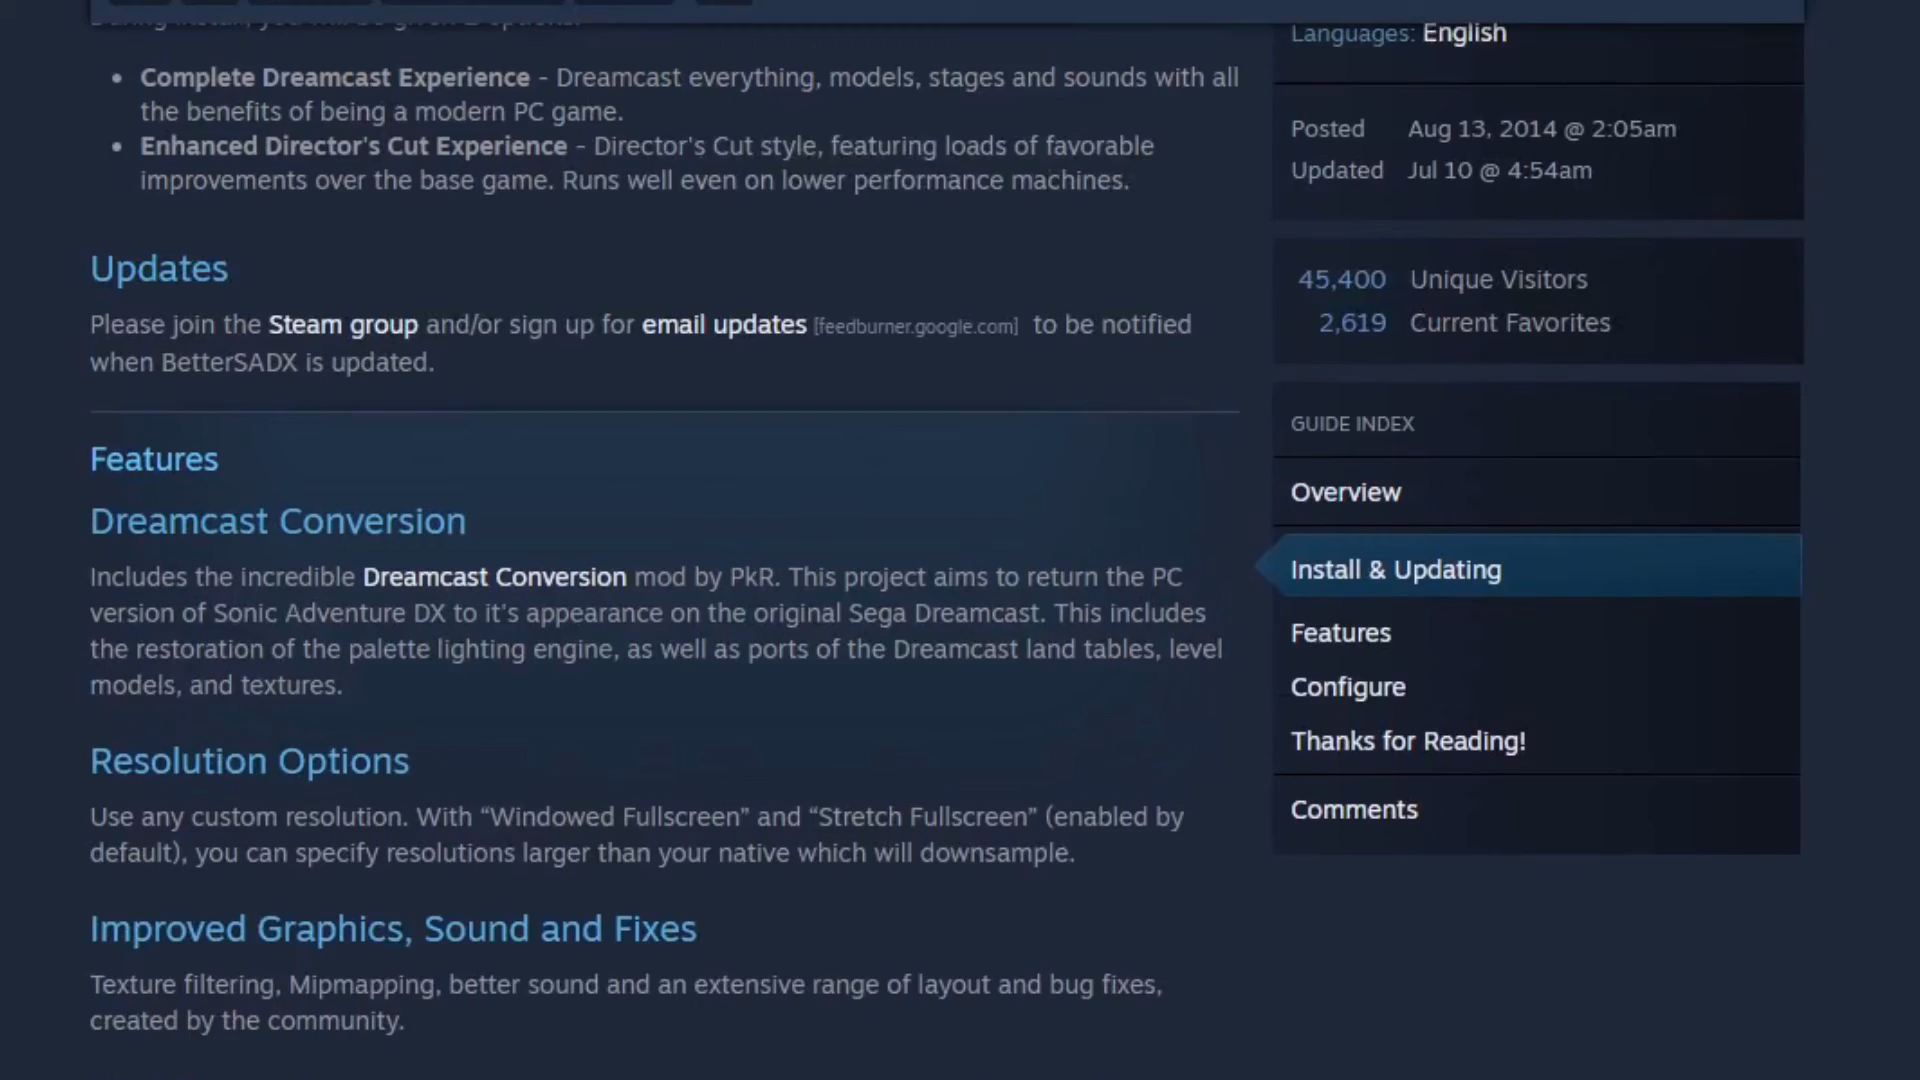 Complete Dreamcast Experience - Dreamcast everything, models, stages and sounds with all
the benefits of being a modern PC game.
Enhanced Director's Cut Experience - Director's Cut style, featuring loads of favorable
improvements over the base game. Runs well even on lower performance machines.
Updates
Please join the Steam group and/or sign up for email updates [feedburner.google.com] to be notified
when BetterSADX is updated.
Features
Dreamcast Conversion
Includes the incredible Dreamcast Conversion mod by PkR. This project aims to return the PC
version of Sonic Adventure DX to it's appearance on the original Sega Dreamcast. This includes
the restoration of the palette lighting engine, as well as ports of the Dreamcast land tables, level
models, and textures.
Resolution Options
Use any custom resolution. With “Windowed Fullscreen” and “Stretch Fullscreen” (enabled by
default), you can specify resolutions larger than your native which will downsample.
Improved Graphics, Sound and Fixes
Texture filtering, Mipmapping, better sound and an extensive range of layout and bug fixes,
created by the community.
Languages: English
Posted Aug 13, 2014 @ 2:05am
Updated Jul 10 @ 4:54am
45,400 Unique Visitors
2,619 Current Favorites
GUIDE INDEX
Overview
Install & Updating
Features
Configure
Thanks for Reading!
Comments